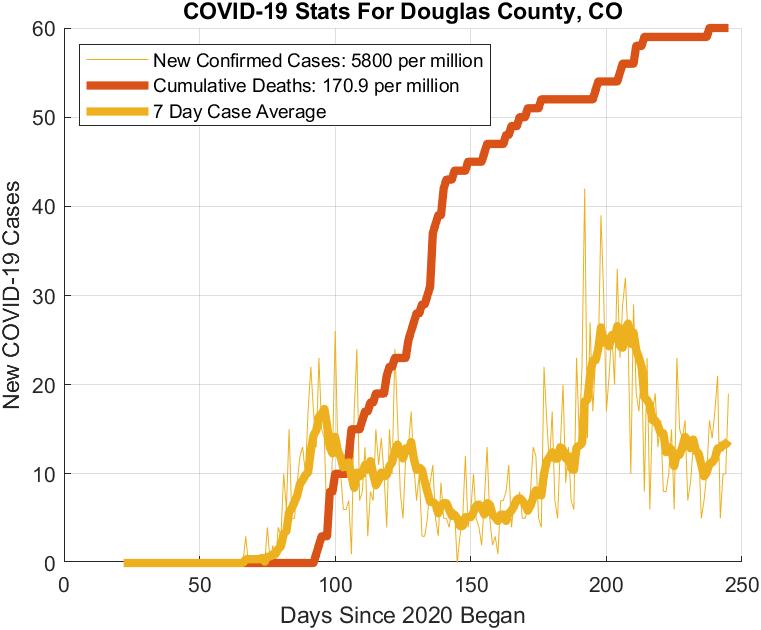 COVID-19 Stats For Douglas County, CO
New Confirmed Cases: 5800 per million
Cumulative Deaths: 170.9 per million
7 Day Case Average
New COVID-19 Cases
60
50
40
30
20
10
0
0 50 100 150 200 250
Days Since 2020 Began